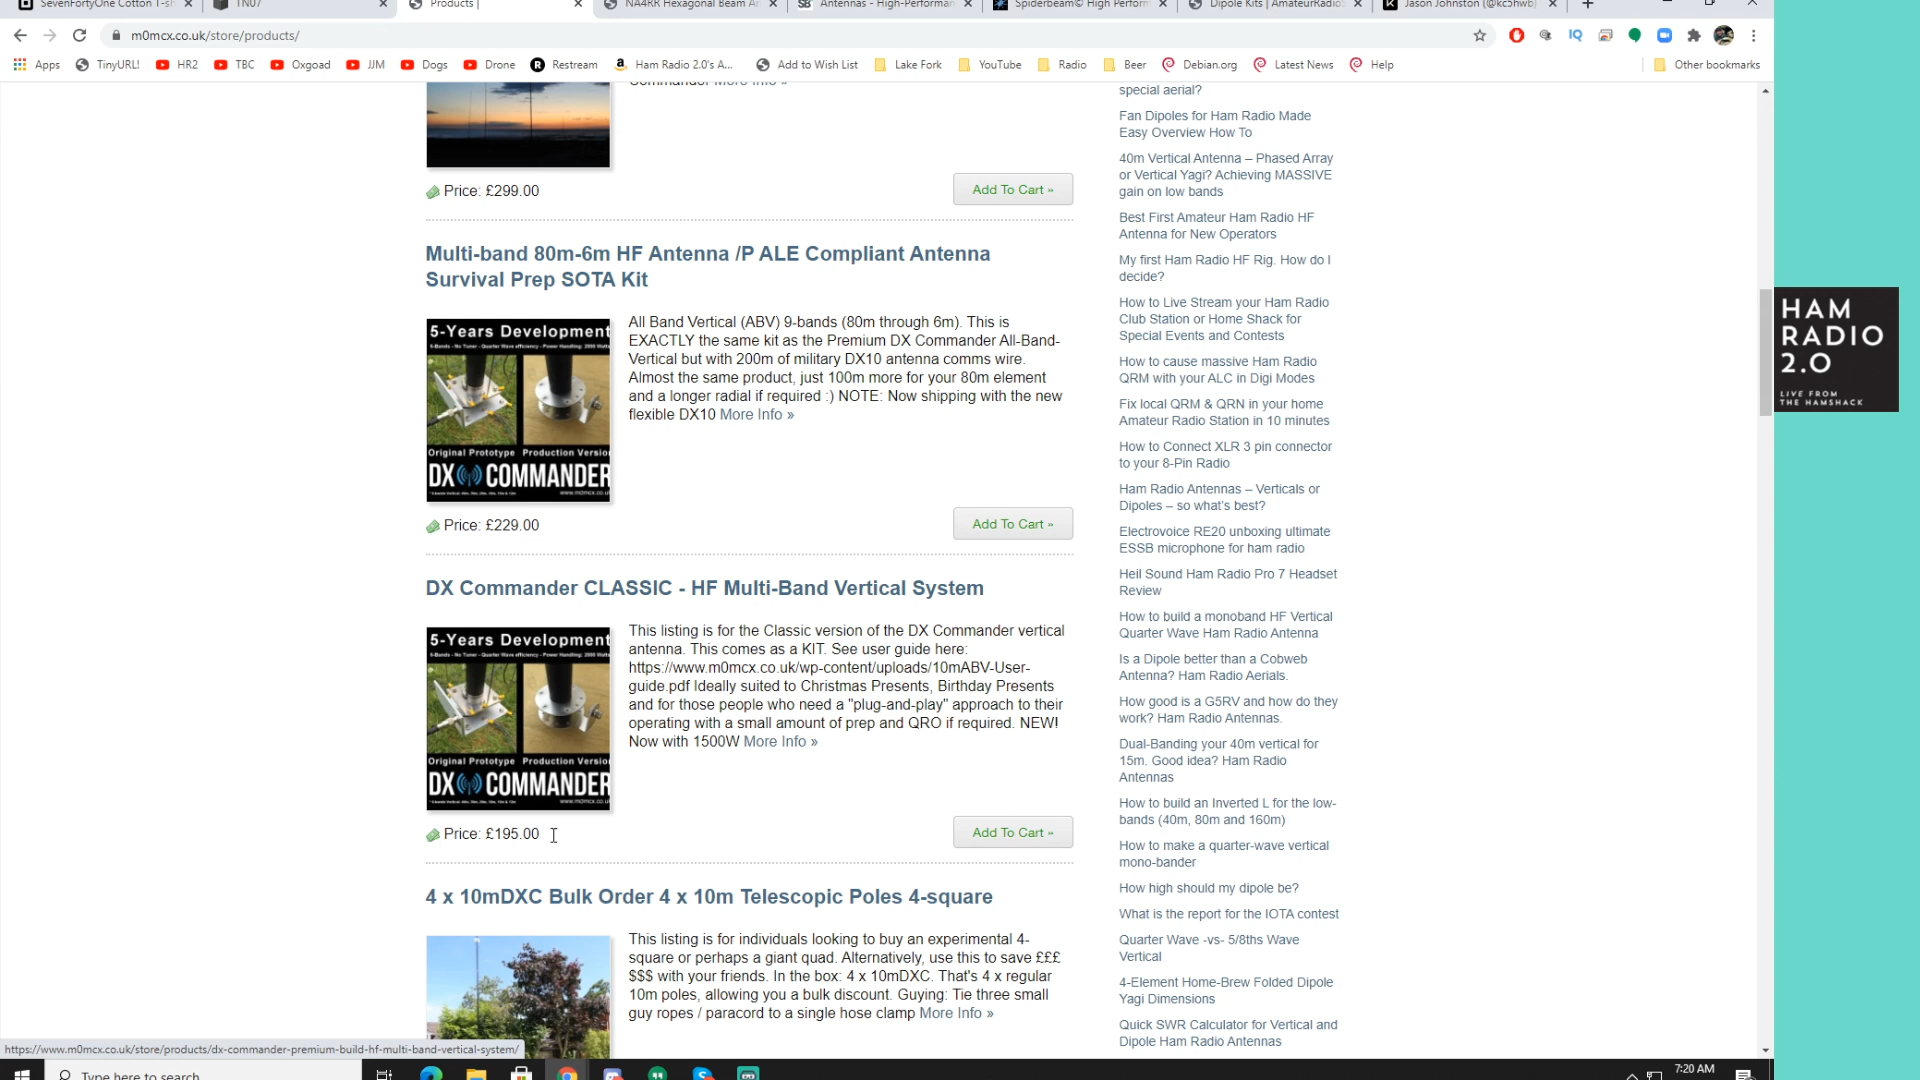 SevenFortyOne Cotton T-sh
TN07
Products |
NA4RR Hexagonal Beam An
Antennas - High-Performan
Spiderbeam© High Perform
Dipole Kits | AmateurRadioS
Jason Johnston (@kc5hwb)
m0mcx.co.uk/store/products/
Apps TinyURL! HR2 TBC Oxgoad JJM Dogs Drone Restream Ham Radio 2.0's A... Add to Wish List Lake Fork YouTube Radio Beer Debian.org Latest News Help Other bookmarks
Commander More Info »
Price: £299.00
Add To Cart »
Multi-band 80m-6m HF Antenna /P ALE Compliant Antenna
Survival Prep SOTA Kit
5-Years Development
Original Prototype Production Versio
DX COMMANDER
All Band Vertical (ABV) 9-bands (80m through 6m). This is
EXACTLY the same kit as the Premium DX Commander All-Band-
Vertical but with 200m of military DX10 antenna comms wire.
Almost the same product, just 100m more for your 80m element
and a longer radial if required :) NOTE: Now shipping with the new
flexible DX10 More Info »
Price: £229.00
Add To Cart »
DX Commander CLASSIC - HF Multi-Band Vertical System
5-Years Development
Original Prototype Production Versio
DX COMMANDER
This listing is for the Classic version of the DX Commander vertical
antenna. This comes as a KIT. See user guide here:
https://www.m0mcx.co.uk/wp-content/uploads/10mABV-User-
guide.pdf Ideally suited to Christmas Presents, Birthday Presents
and for those people who need a "plug-and-play" approach to their
operating with a small amount of prep and QRO if required. NEW!
Now with 1500W More Info »
Price: £195.00
Add To Cart »
4 x 10mDXC Bulk Order 4 x 10m Telescopic Poles 4-square
This listing is for individuals looking to buy an experimental 4-
square or perhaps a giant quad. Alternatively, use this to save £££
$$$ with your friends. In the box: 4 x 10mDXC. That's 4 x regular
10m poles, allowing you a bulk discount. Guying: Tie three small
guy ropes / paracord to a single hose clamp More Info »
special aerial?
Fan Dipoles for Ham Radio Made
Easy Overview How To
40m Vertical Antenna – Phased Array
or Vertical Yagi? Achieving MASSIVE
gain on low bands
Best First Amateur Ham Radio HF
Antenna for New Operators
My first Ham Radio HF Rig. How do I
decide?
How to Live Stream your Ham Radio
Club Station or Home Shack for
Special Events and Contests
How to cause massive Ham Radio
QRM with your ALC in Digi Modes
Fix local QRM & QRN in your home
Amateur Radio Station in 10 minutes
How to Connect XLR 3 pin connector
to your 8-Pin Radio
Ham Radio Antennas – Verticals or
Dipoles – so what's best?
Electrovoice RE20 unboxing ultimate
ESSB microphone for ham radio
Heil Sound Ham Radio Pro 7 Headset
Review
How to build a monoband HF Vertical
Quarter Wave Ham Radio Antenna
Is a Dipole better than a Cobweb
Antenna? Ham Radio Aerials.
How good is a G5RV and how do they
work? Ham Radio Antennas.
Dual-Banding your 40m vertical for
15m. Good idea? Ham Radio
Antennas
How to build an Inverted L for the low-
bands (40m, 80m and 160m)
How to make a quarter-wave vertical
mono-bander
How high should my dipole be?
What is the report for the IOTA contest
Quarter Wave -vs- 5/8ths Wave
Vertical
4-Element Home-Brew Folded Dipole
Yagi Dimensions
Quick SWR Calculator for Vertical and
Dipole Ham Radio Antennas
HAM
RADIO
2.0
LIVE FROM
THE HAMSHACK
https://www.m0mcx.co.uk/store/products/dx-commander-premium-build-hf-multi-band-vertical-system/
Type here to search
7:20 AM